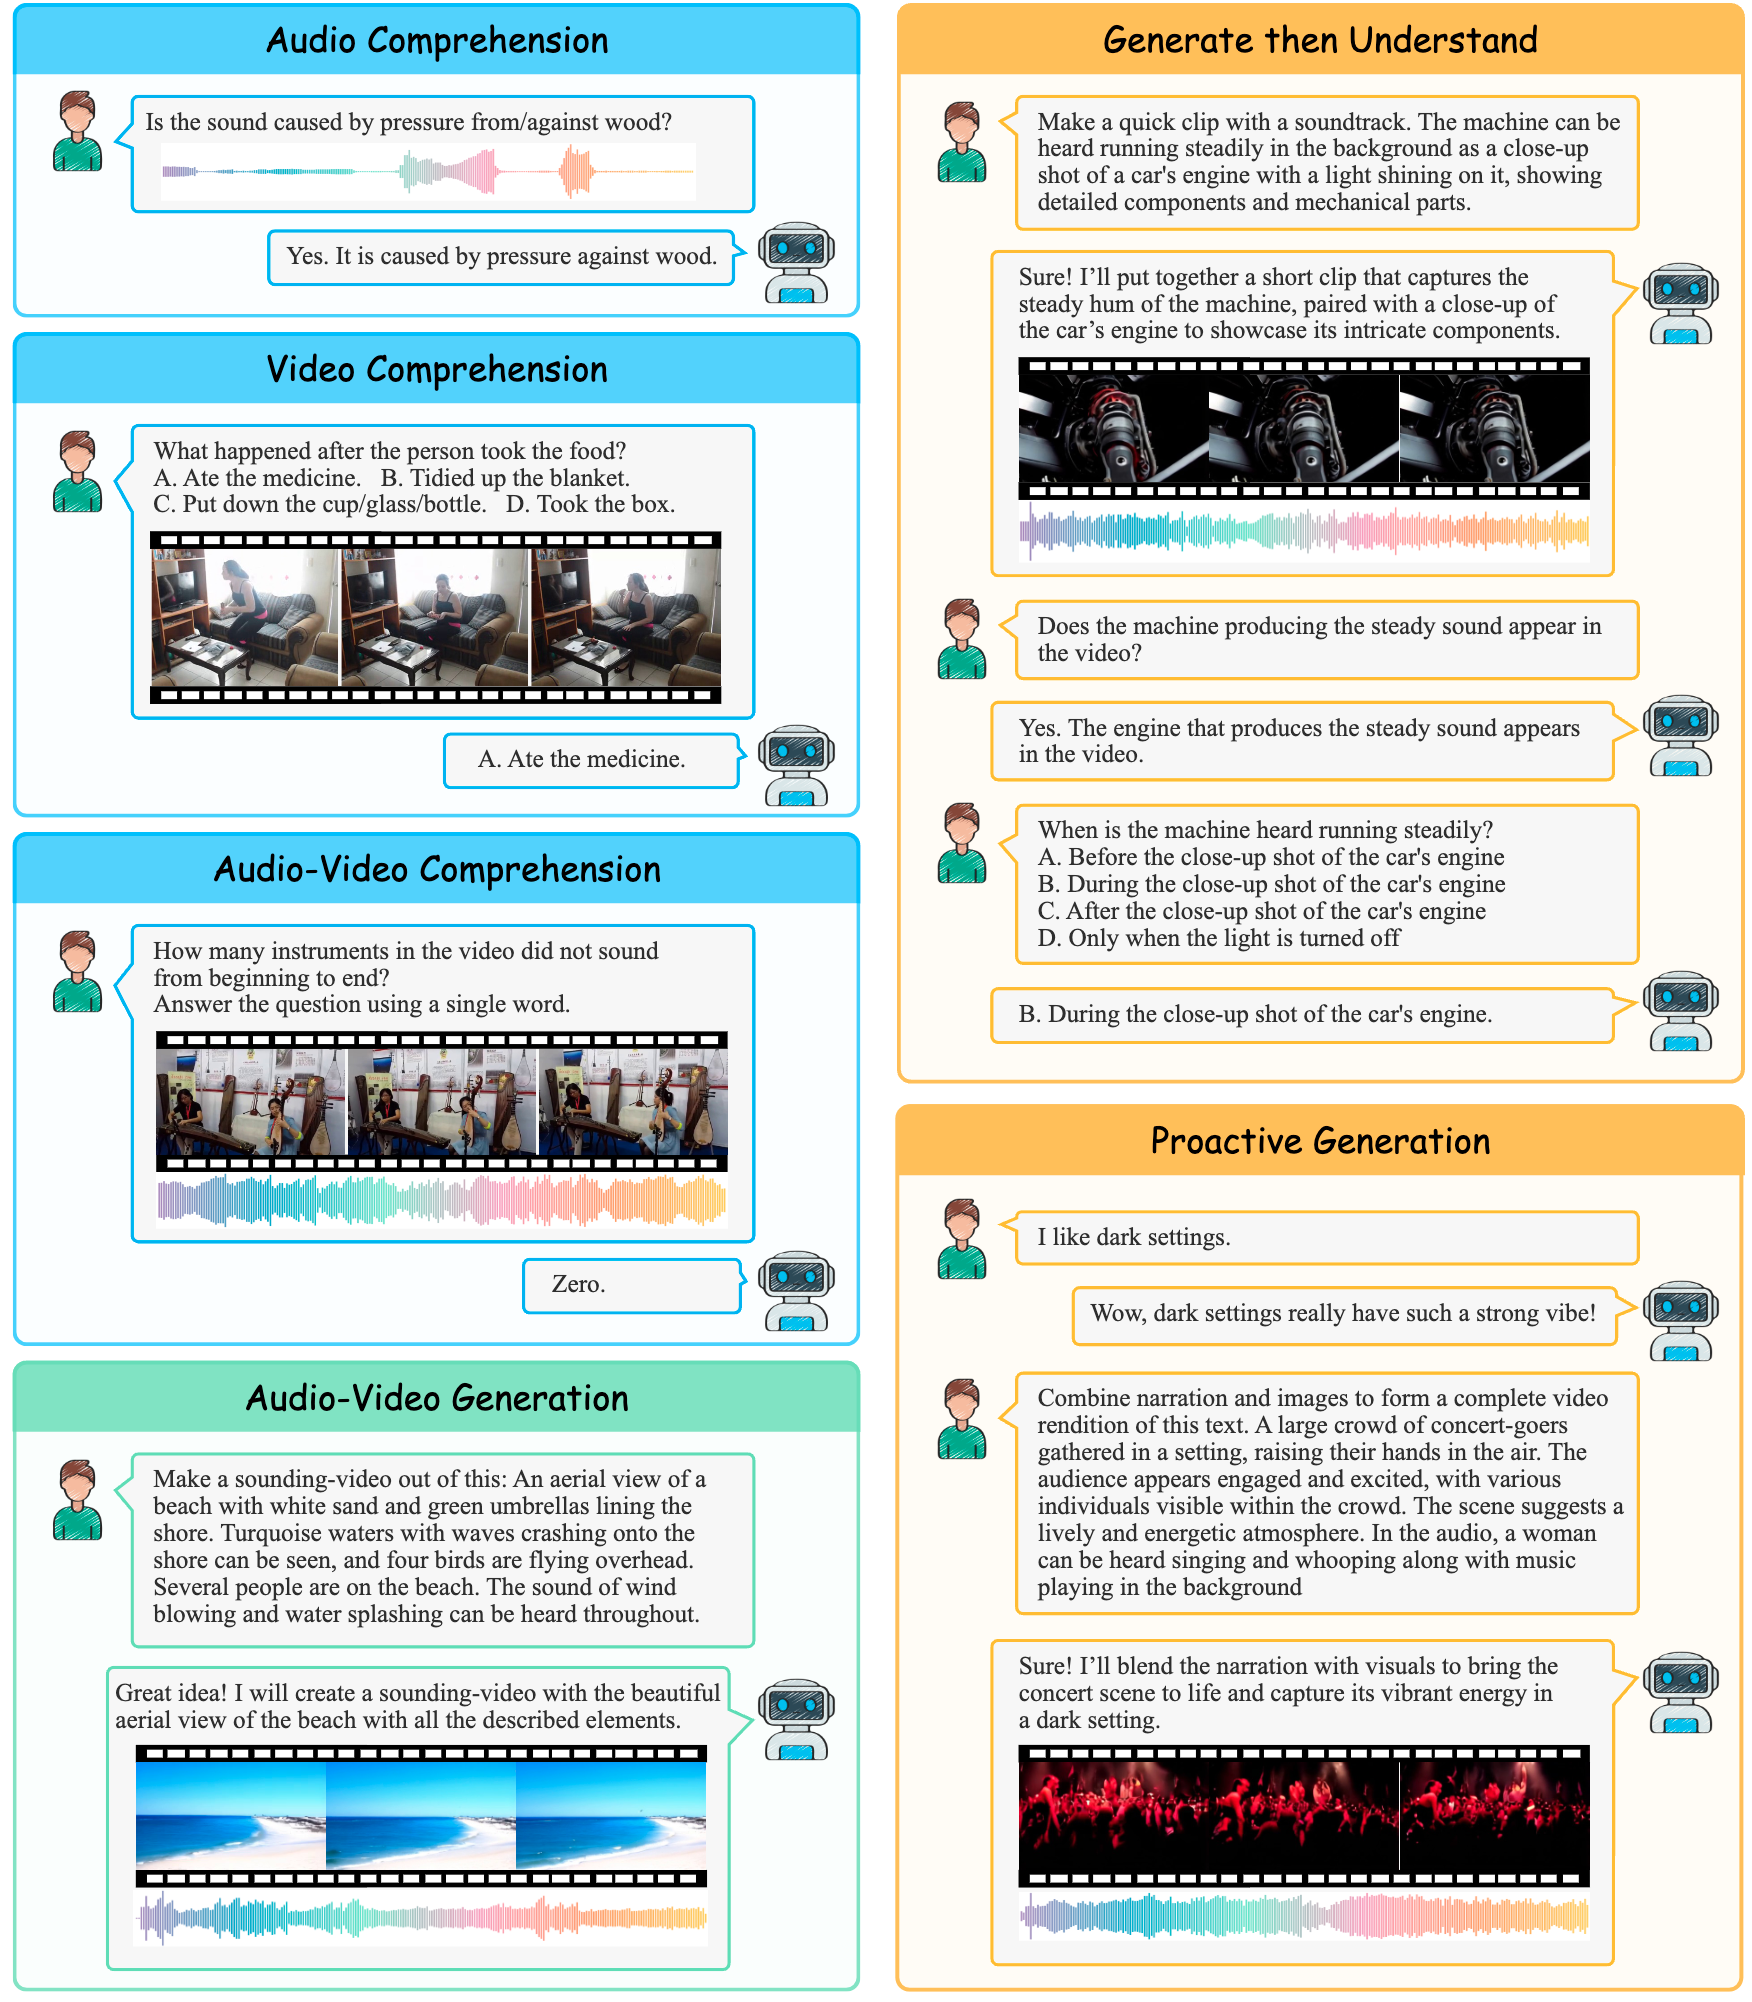 Audio Comprehension
Is the sound caused by pressure from/against wood?
Yes. It is caused by pressure against wood.
Video Comprehension
What happened after the person took the food?
A. Ate the medicine.   B. Tidied up the blanket.
C. Put down the cup/glass/bottle.   D. Took the box.
A. Ate the medicine.
Audio-Video Comprehension
How many instruments in the video did not sound
from beginning to end?
Answer the question using a single word.
Zero.
Audio-Video Generation
Make a sounding-video out of this: An aerial view of a
beach with white sand and green umbrellas lining the
shore. Turquoise waters with waves crashing onto the
shore can be seen, and four birds are flying overhead.
Several people are on the beach. The sound of wind
blowing and water splashing can be heard throughout.
Great idea! I will create a sounding-video with the beautiful
aerial view of the beach with all the described elements.
Generate then Understand
Make a quick clip with a soundtrack. The machine can be
heard running steadily in the background as a close-up
shot of a car's engine with a light shining on it, showing
detailed components and mechanical parts.
Sure! I’ll put together a short clip that captures the
steady hum of the machine, paired with a close-up of
the car’s engine to showcase its intricate components.
Does the machine producing the steady sound appear in
the video?
Yes. The engine that produces the steady sound appears
in the video.
When is the machine heard running steadily?
A. Before the close-up shot of the car's engine
B. During the close-up shot of the car's engine
C. After the close-up shot of the car's engine
D. Only when the light is turned off
B. During the close-up shot of the car's engine.
Proactive Generation
I like dark settings.
Wow, dark settings really have such a strong vibe!
Combine narration and images to form a complete video
rendition of this text. A large crowd of concert-goers
gathered in a setting, raising their hands in the air. The
audience appears engaged and excited, with various
individuals visible within the crowd. The scene suggests a
lively and energetic atmosphere. In the audio, a woman
can be heard singing and whooping along with music
playing in the background
Sure! I’ll blend the narration with visuals to bring the
concert scene to life and capture its vibrant energy in
a dark setting.